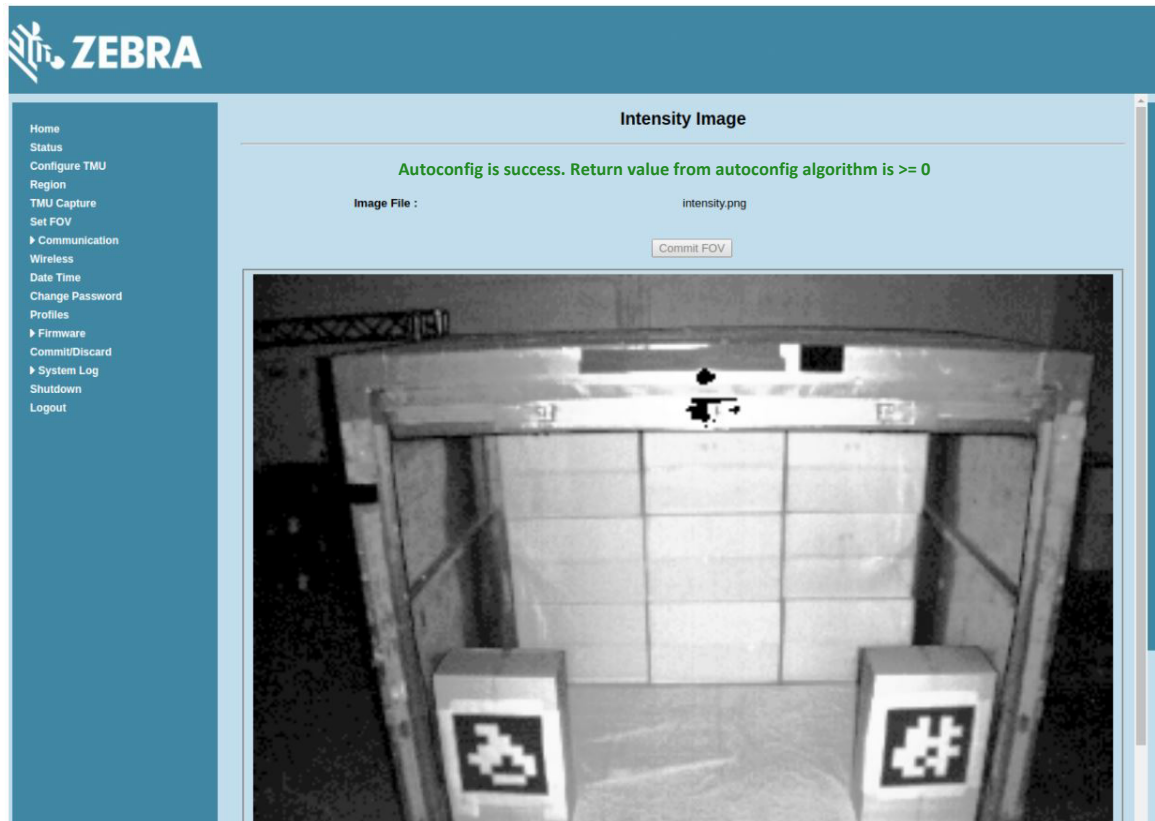 ZEBRA
Home
Status
Configure TMU
Region
TMU Capture
Set FOV
Communication
Wireless
Date Time
Change Password
Profiles
Firmware
Commit/Discard
System Log
Shutdown
Logout
Intensity Image
Autoconfig is success. Return value from autoconfig algorithm is >= 0
Image File : intensity.png
Commit FOV